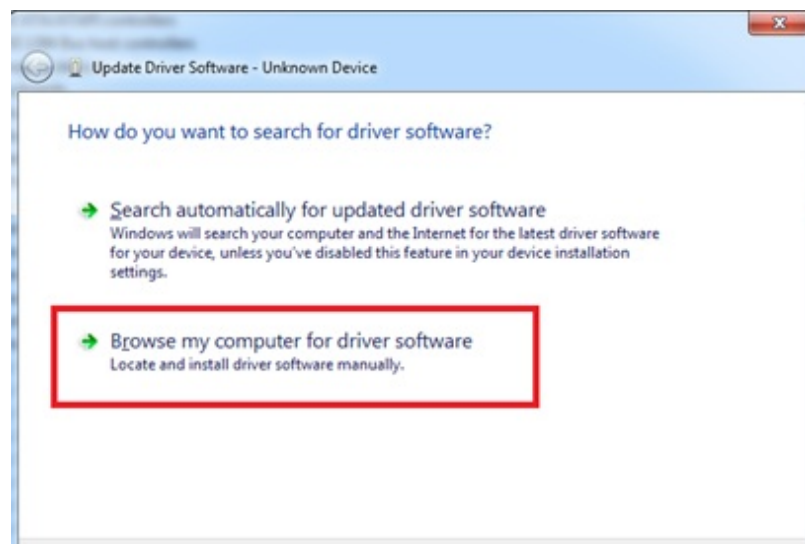 Update Driver Software - Unknown Device
How do you want to search for driver software?
Search automatically for updated driver software
Windows will search your computer and the Internet for the latest driver software
for your device, unless you've disabled this feature in your device installation
settings.
Browse my computer for driver software
Locate and install driver software manually.